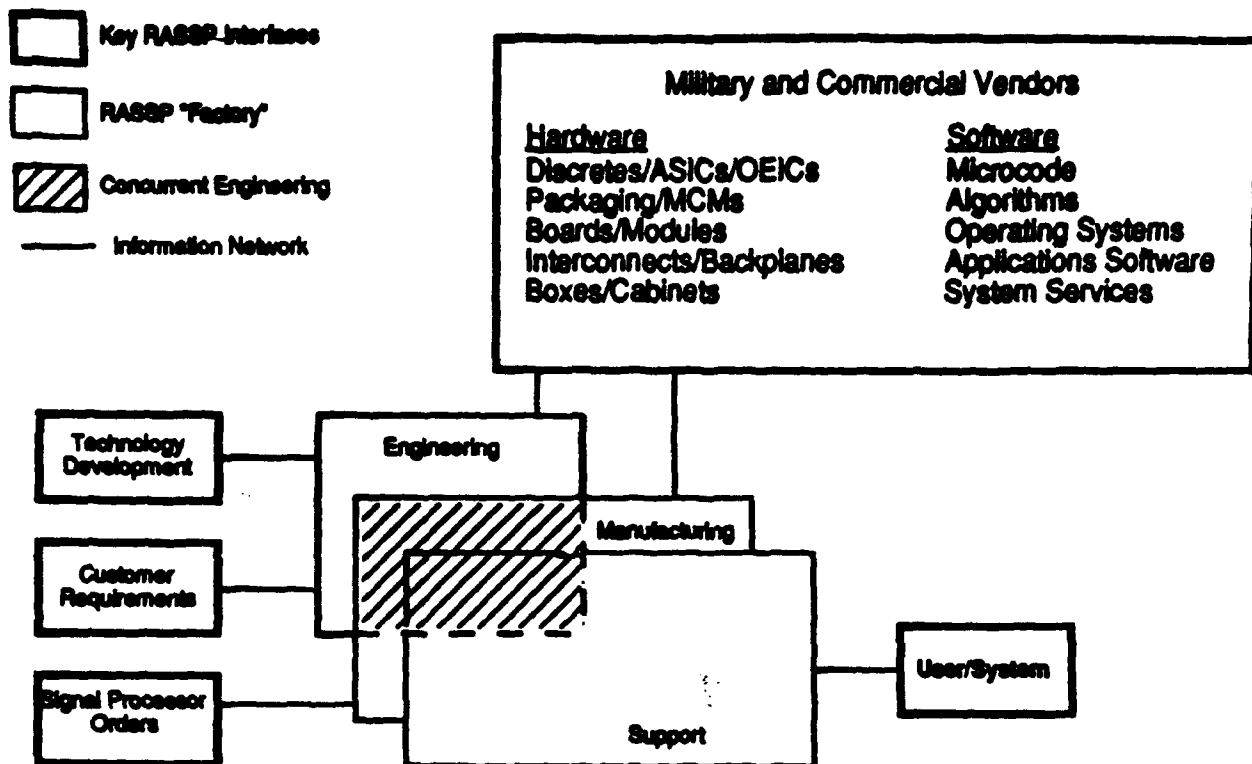 Key RASSP Interfaces
RASSP "Factory"
Concurrent Engineering
Information Network
Military and Commercial Vendors
Hardware
Discretes/ASICs/OEICs
Packaging/MCMs
Boards/Modules
Interconnects/Backplanes
Boxes/Cabinets
Software
Microcode
Algorithms
Operating Systems
Applications Software
System Services
Technology
Development
Customer
Requirements
Signal Processor
Orders
Engineering
Manufacturing
Support
User/System